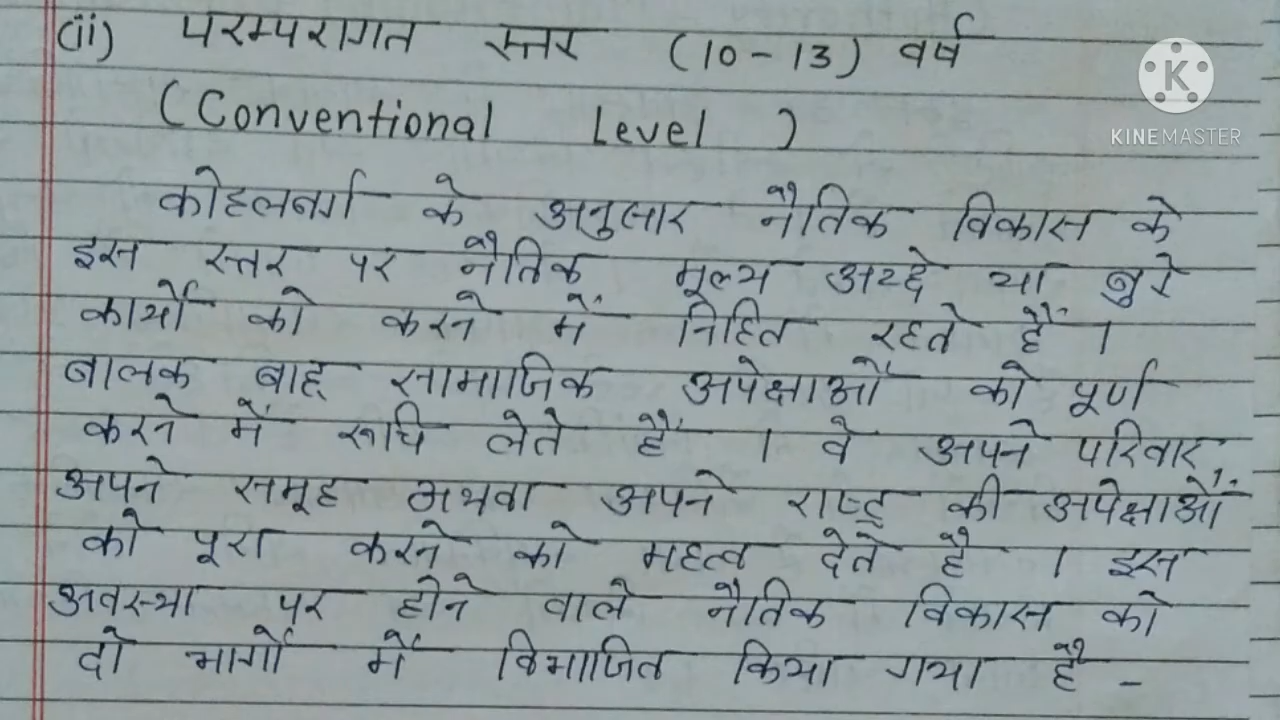 (ii) परम्परागत स्तर (10-13) वर्ष
(Conventional Level)
कोहलबर्ग के अनुसार नैतिक विकास के
इस स्तर पर नैतिक मूल्य अच्छे या बुरे
कार्यो को करने में निहित रहते हैं ।
बालक बाह्र सामाजिक अपेक्षाओं को पूर्ण
करने में रूचि लेते हैं । वे अपने परिवार,
अपने समूह अथवा अपने राष्ट्र की अपेक्षाओं
को पूरा करने को महत्व देते है । इस
अवस्था पर होने वाले नैतिक विकास को
दो भागों में विभाजित किया गया है -
K
KINEMASTER